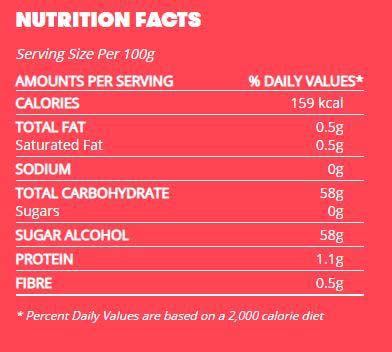 NUTRITION FACTS
Serving Size Per 100g
AMOUNTS PER SERVING % DAILY VALUES*
CALORIES 159 kcal
TOTAL FAT 0.5g
Saturated Fat 0.5g
SODIUM 0g
TOTAL CARBOHYDRATE 58g
Sugars 0g
SUGAR ALCOHOL 58g
PROTEIN 1.1g
FIBRE 0.5g
* Percent Daily Values are based on a 2,000 calorie diet